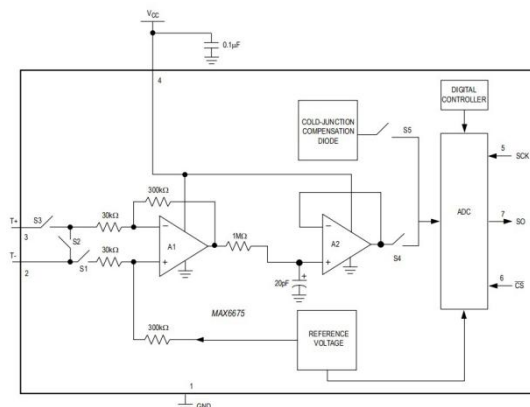 VCC
0.1µF
4
DIGITAL
CONTROLLER
COLD-JUNCTION
COMPENSATION
DIODE
S5
300kΩ
5
SCK
T+
S3
30kΩ
ADC
3
S2
1MΩ
7
SO
A1
A2
T-
30kΩ
S4
2
S1
20pF
6
CS
300kΩ
MAX6675
REFERENCE
VOLTAGE
1
GND